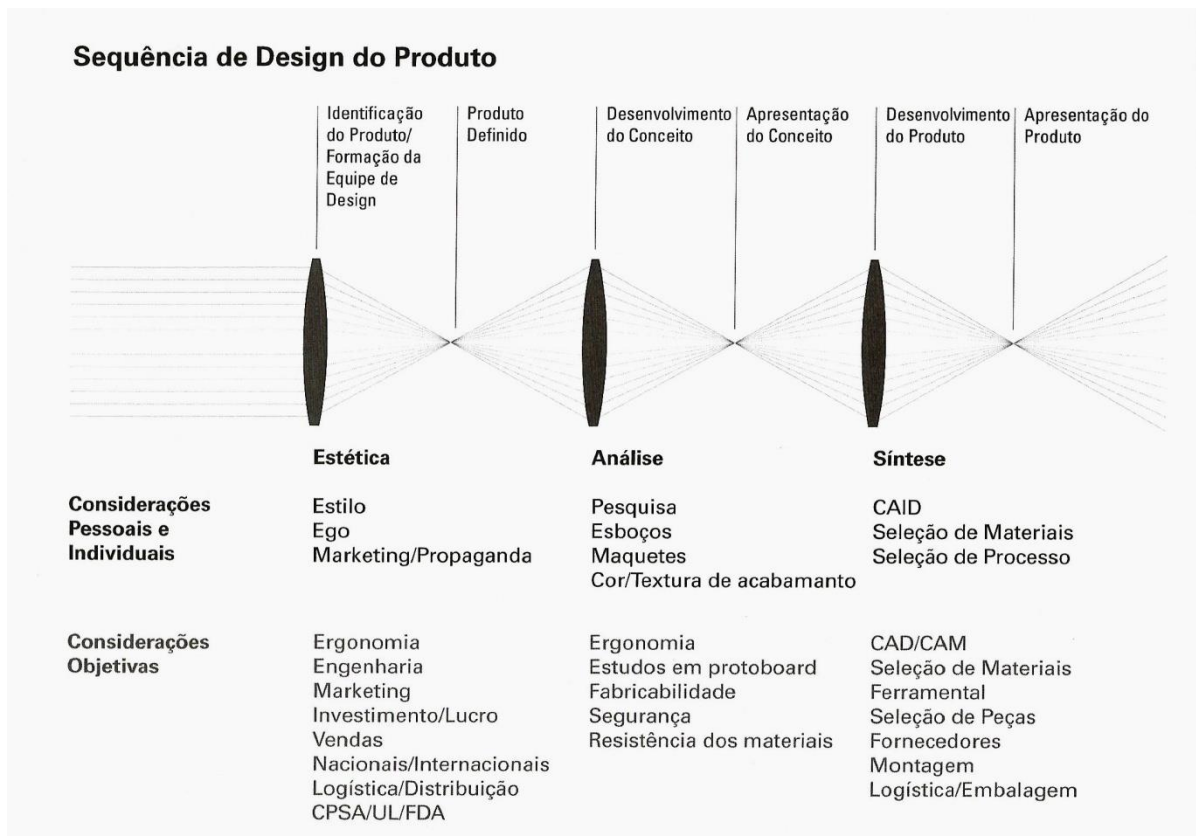 Sequência de Design do Produto
Identificação
do Produto/
Formação da
Equipe de
Design
Produto
Definido
Desenvolvimento
do Conceito
Apresentação
do Conceito
Desenvolvimento
do Produto
Apresentação do
Produto
Estética
Análise
Síntese
Considerações
Pessoais e
Individuais
Estilo
Ego
Marketing/Propaganda
Pesquisa
Esboços
Maquetes
Cor/Textura de acabamanto
CAID
Seleção de Materiais
Seleção de Processo
Considerações
Objetivas
Ergonomia
Engenharia
Marketing
Investimento/Lucro
Vendas
Nacionais/Internacionais
Logística/Distribuição
CPSA/UL/FDA
Ergonomia
Estudos em protoboard
Fabricabilidade
Segurança
Resistência dos materiais
CAD/CAM
Seleção de Materiais
Ferramental
Seleção de Peças
Fornecedores
Montagem
Logística/Embalagem